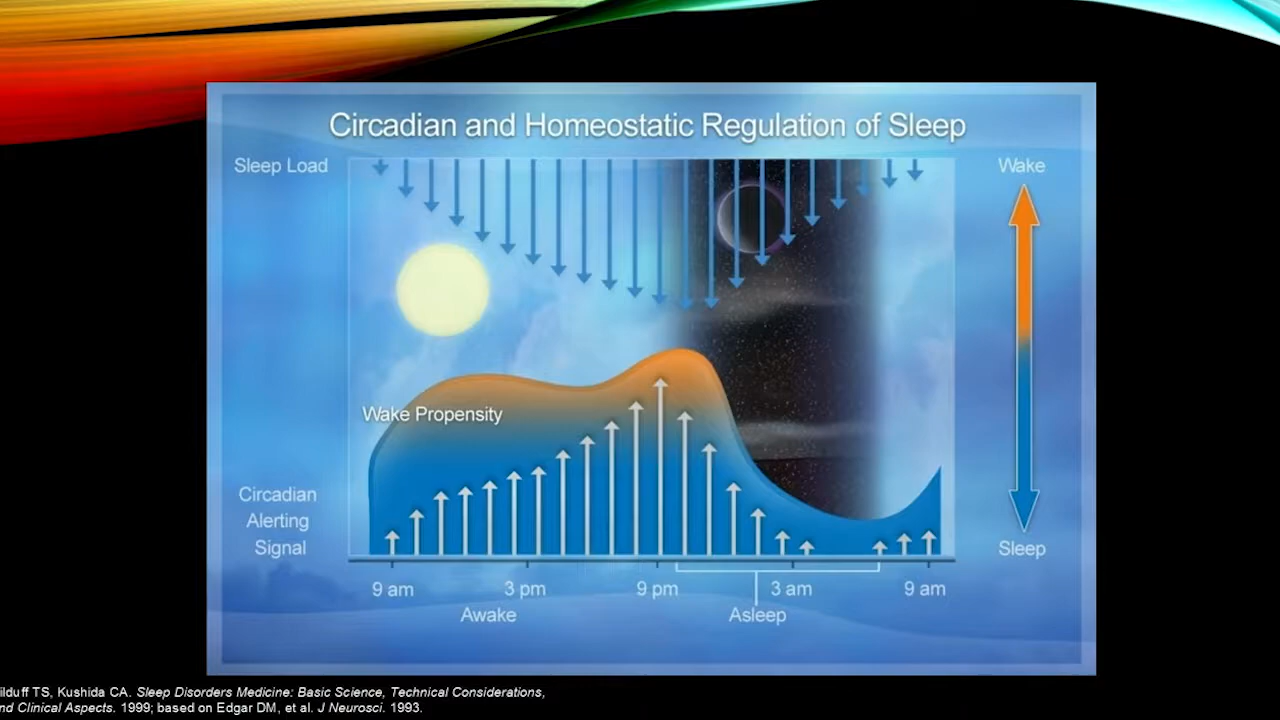 Circadian and Homeostatic Regulation of Sleep
Sleep Load
Wake
Wake Propensity
Circadian
Alerting
Signal
Sleep
9 am
3 pm
9 pm
3 am
9 am
Awake
Asleep
ilduff TS, Kushida CA. Sleep Disorders Medicine: Basic Science, Technical Considerations,
nd Clinical Aspects. 1999; based on Edgar DM, et al. J Neurosci. 1993.